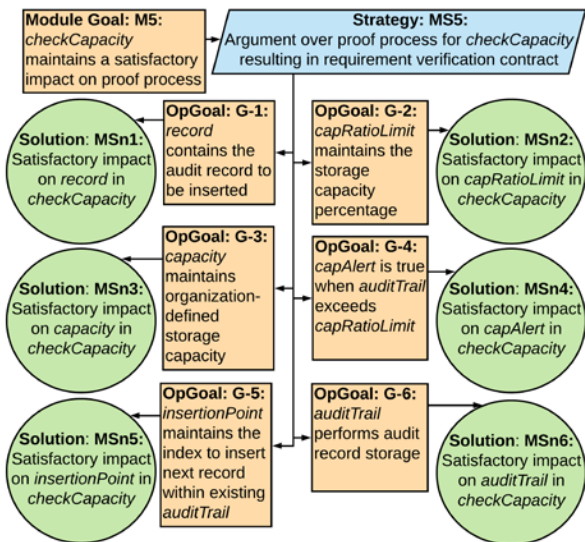 Module Goal: M5:
checkCapacity
maintains a satisfactory
impact on proof process
Strategy: MS5:
Argument over proof process for checkCapacity
resulting in requirement verification contract
Solution: MSn1:
Satisfactory impact
on record in
checkCapacity
OpGoal: G-1:
record
contains the
audit record to
be inserted
OpGoal: G-2:
capRatioLimit
maintains the
storage
capacity
percentage
Solution: MSn2:
Satisfactory impact
on capRatioLimit in
checkCapacity
Solution: MSn3:
Satisfactory impact
on capacity in
checkCapacity
OpGoal: G-3:
capacity
maintains
organization-
defined
storage
capacity
OpGoal: G-4:
capAlert is true
when auditTrail
exceeds
capRatioLimit
Solution: MSn4:
Satisfactory impact
on capAlert in
checkCapacity
Solution: MSn5:
Satisfactory impact
on insertionPoint in
checkCapacity
OpGoal: G-5:
insertionPoint
maintains the
index to insert
next record
within existing
auditTrail
OpGoal: G-6:
auditTrail
performs audit
record storage
Solution: MSn6:
Satisfactory impact
on auditTrail in
checkCapacity